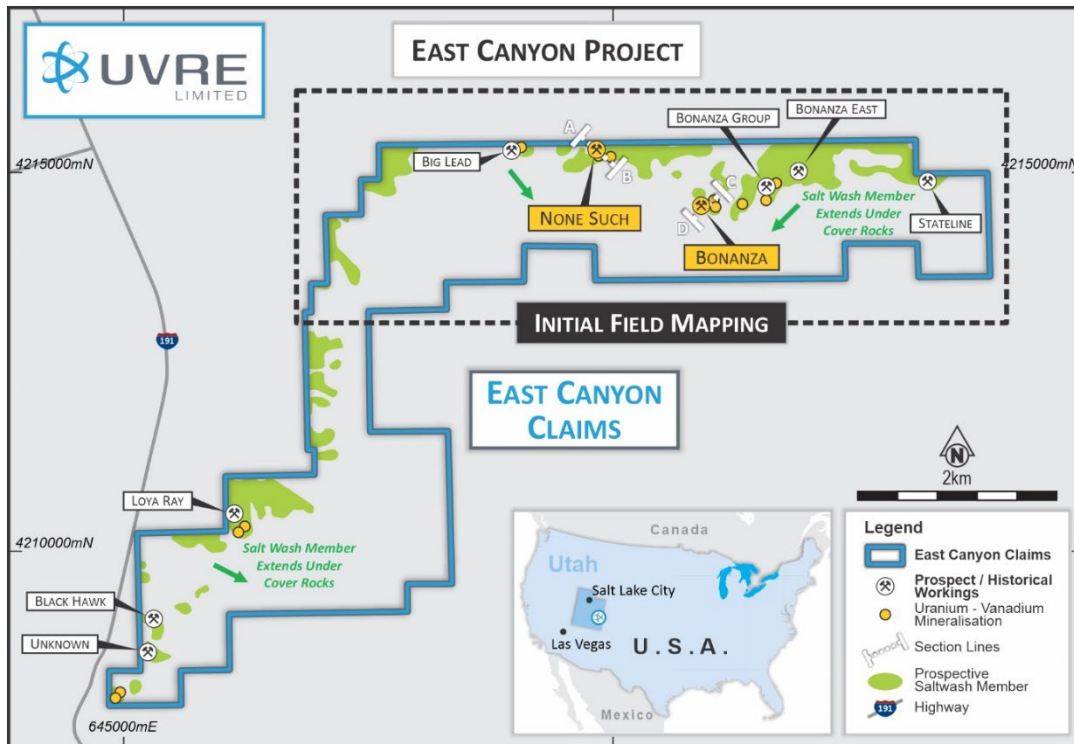 UVRE
LIMITED
EAST CANYON PROJECT
BONANZA EAST
BONANZA GROUP
A
4215000mN
4215000mN
BIG LEAD
B
C
Salt Wash Member
Extends Under
Cover Rocks
NONE SUCH
D
STATELINE
BONANZA
INITIAL FIELD MAPPING
191
EAST CANYON
CLAIMS
N
2km
LOYA RAY
4210000mN
Salt Wash Member
Extends Under
Cover Rocks
BLACK HAWK
UNKNOWN
645000mE
Canada
Utah
Salt Lake City
Las Vegas
U.S.A.
Mexico
Legend
East Canyon Claims
Prospect / Historical
Workings
Uranium - Vanadium
Mineralisation
Section Lines
Prospective
Saltwash Member
191
Highway